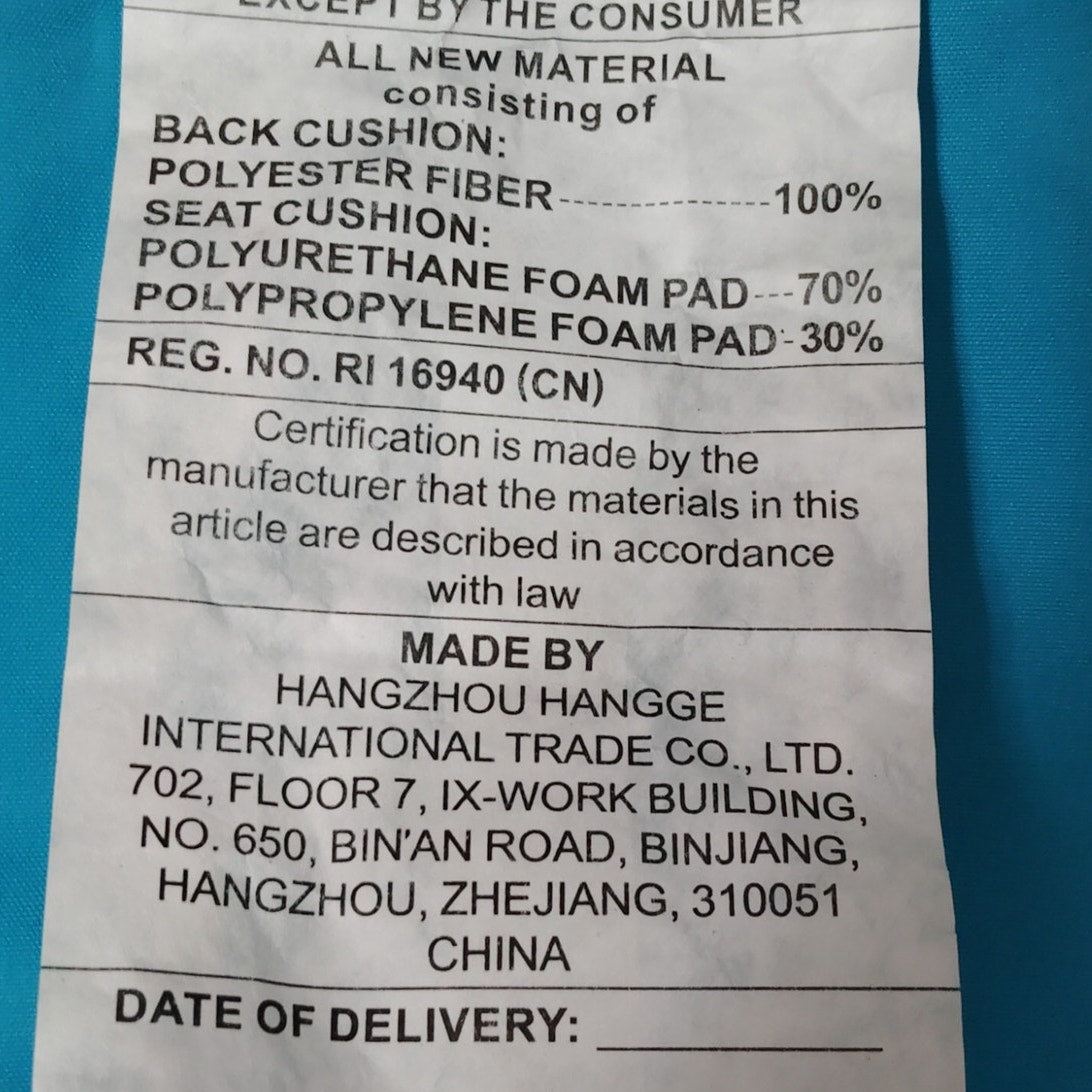 EXCEPT BY THE CONSUMER
ALL NEW MATERIAL
consisting of
BACK CUSHION:
POLYESTER FIBER---------------100%
SEAT CUSHION:
POLYURETHANE FOAM PAD---70%
POLYPROPYLENE FOAM PAD--30%
REG. NO. RI 16940 (CN)
Certification is made by the
manufacturer that the materials in this
article are described in accordance
with law
MADE BY
HANGZHOU HANGGE
INTERNATIONAL TRADE CO., LTD.
702, FLOOR 7, IX-WORK BUILDING,
NO. 650, BIN'AN ROAD, BINJIANG,
HANGZHOU, ZHEJIANG, 310051
CHINA
DATE OF DELIVERY: ____________